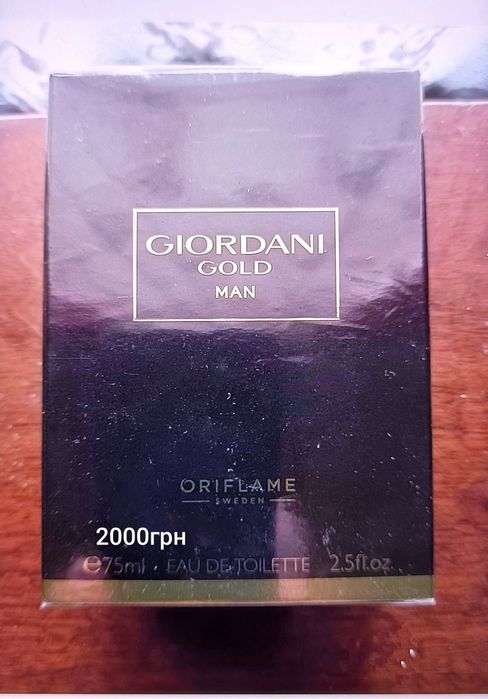 GIORDANI
GOLD
MAN
ORIFLAME
SWEDEN
2000грн
℮75ml EAU DE TOILETTE 2.5fl.oz